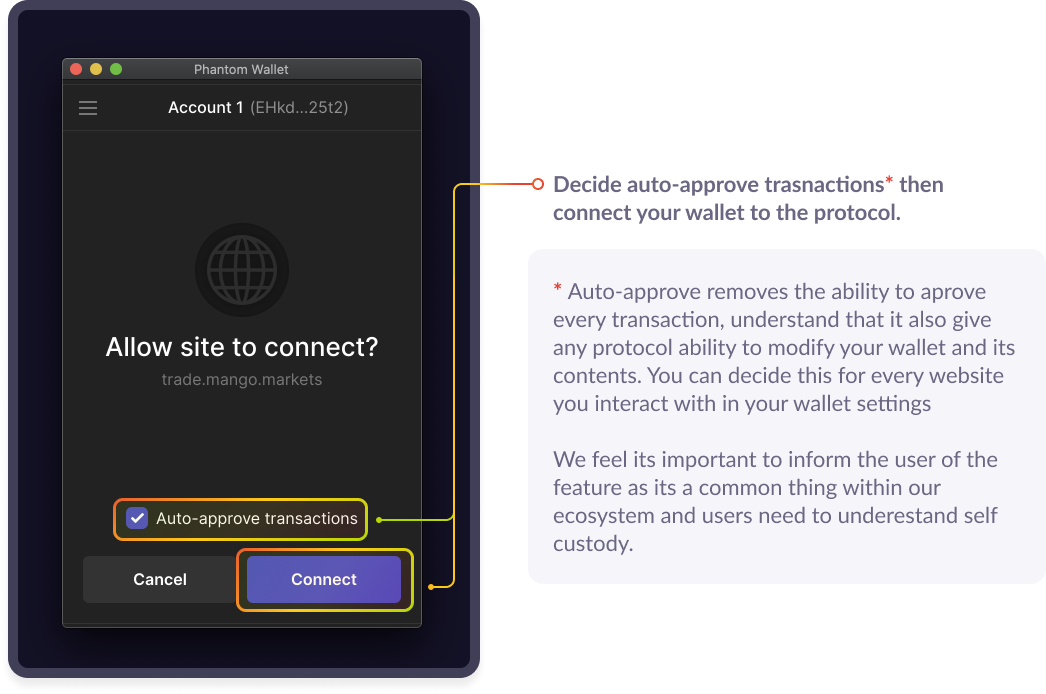 Phantom Wallet
Account 1 (EHkd...25t2)
Allow site to connect?
trade.mango.markets
Auto-approve transactions
Cancel
Connect
Decide auto-approve trasnactions* then
connect your wallet to the protocol.
* Auto-approve removes the ability to aprove
every transaction, understand that it also give
any protocol ability to modify your wallet and its
contents. You can decide this for every website
you interact with in your wallet settings
We feel its important to inform the user of the
feature as its a common thing within our
ecosystem and users need to underestand self
custody.